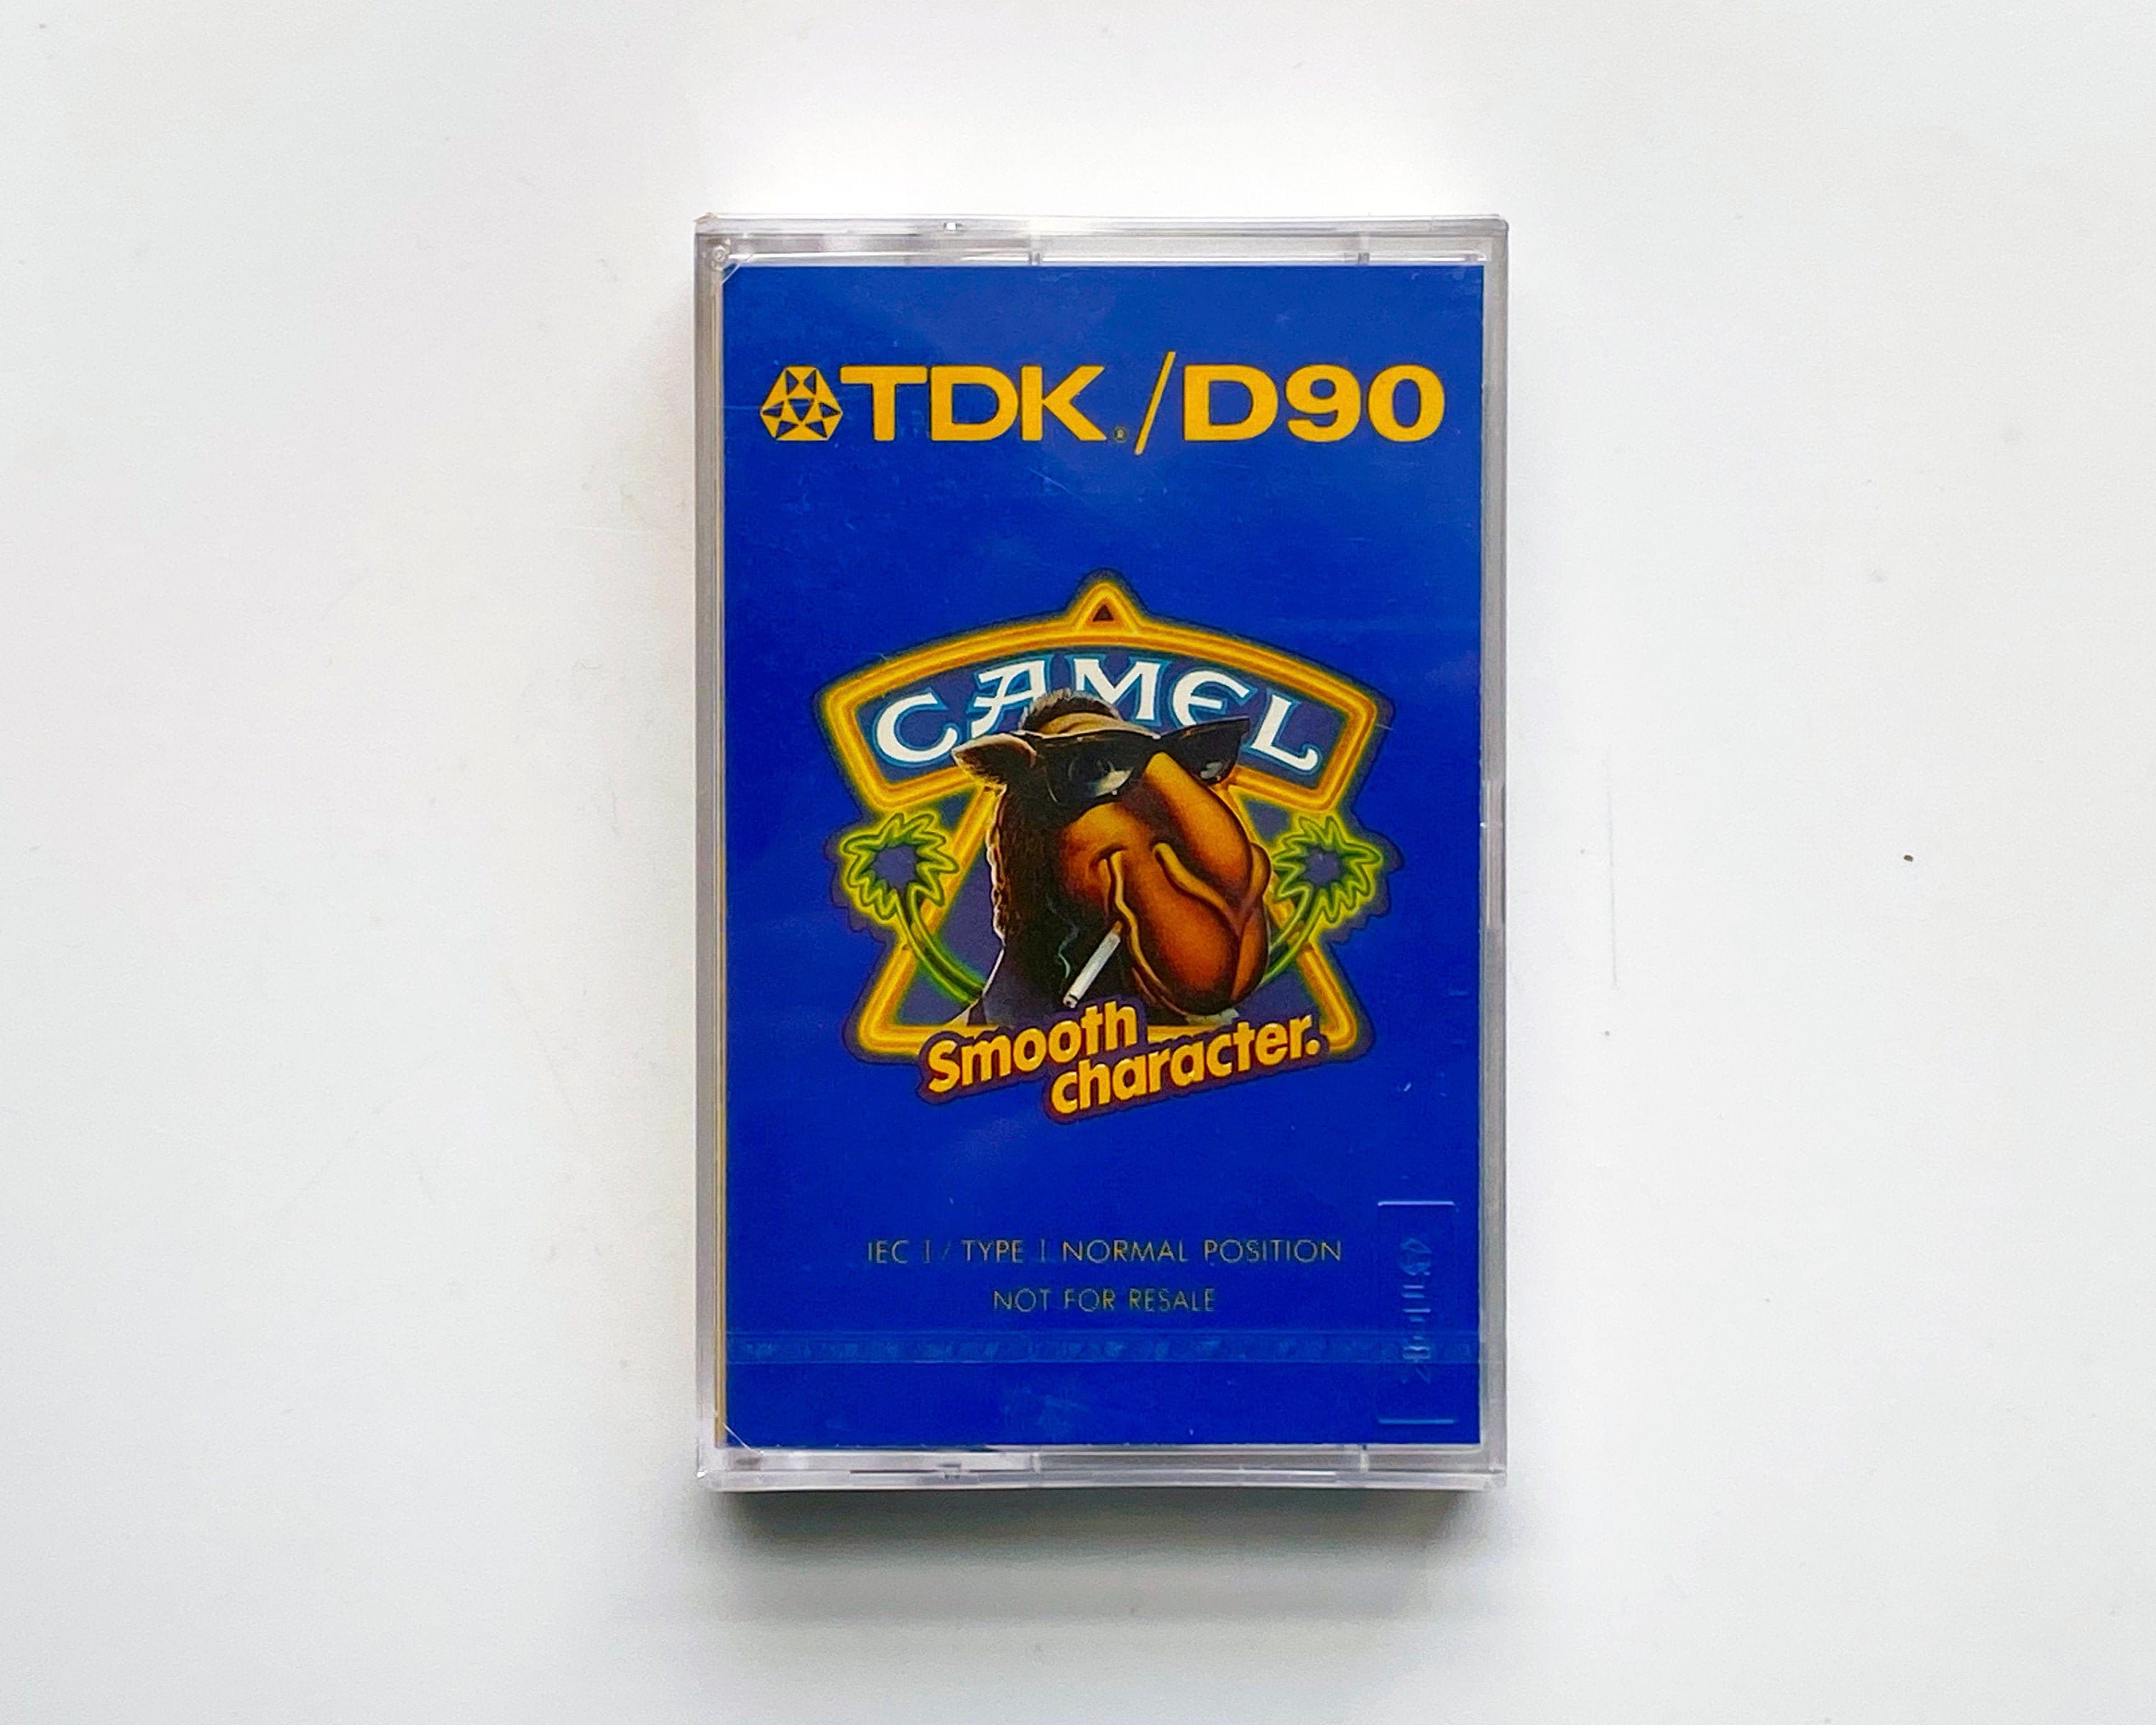 TDK® / D90
CAMEL
Smooth
character.
IEC I / TYPE I NORMAL POSITION
NOT FOR RESALE